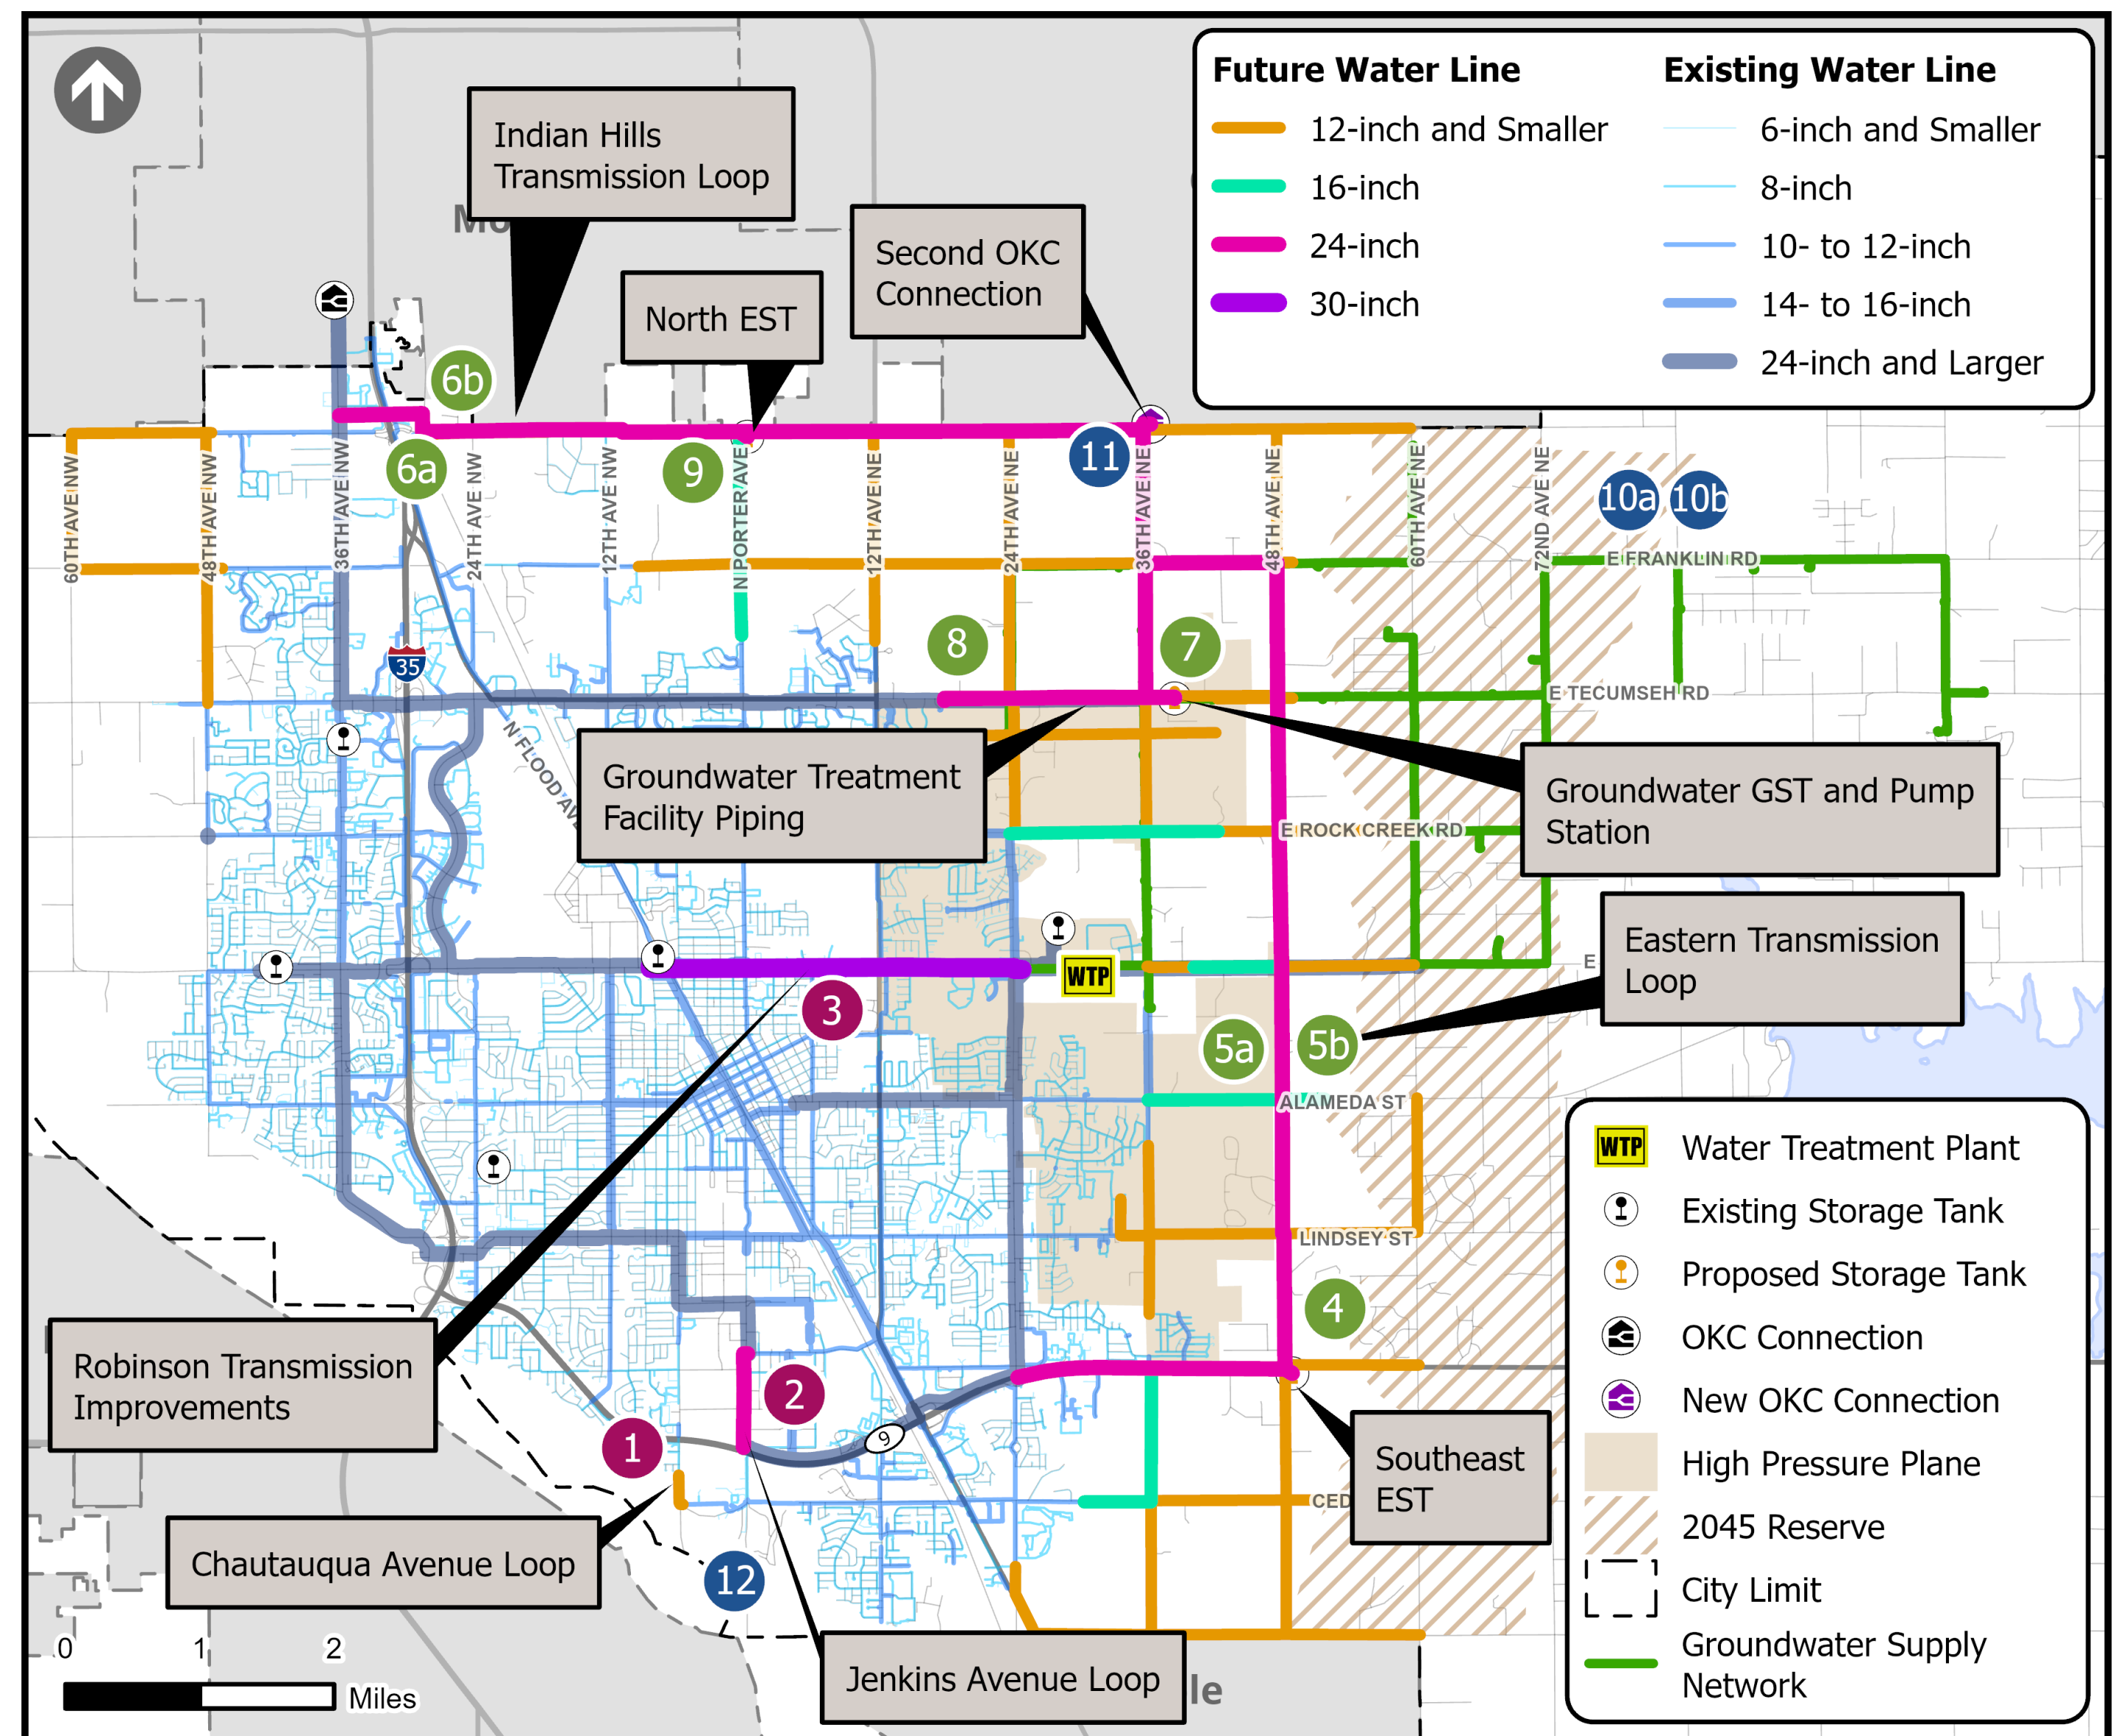 Future Water Line
12-inch and Smaller
16-inch
24-inch
30-inch
Existing Water Line
6-inch and Smaller
8-inch
10- to 12-inch
14- to 16-inch
24-inch and Larger
Indian Hills
Transmission Loop
Second OKC
Connection
North EST
6b
6a
9
11
10a
10b
60TH AVE NW
48TH AVE NW
36TH AVE NW
24TH AVE NW
12TH AVE NW
N PORTER AVE
12TH AVE NE
24TH AVE NE
36TH AVE NE
48TH AVE NE
60TH AVE NE
72ND AVE NE
E FRANKLIN RD
35
8
7
E TECUMSEH RD
N FLOOD AVE
Groundwater Treatment
Facility Piping
Groundwater GST and Pump
Station
E ROCK CREEK RD
Eastern Transmission
Loop
E
WTP
3
5a
5b
ALAMEDA ST
LINDSEY ST
4
Robinson Transmission
Improvements
2
1
9
Southeast
EST
CED
Chautauqua Avenue Loop
12
Jenkins Avenue Loop
le
0
1
2
Miles
WTP
Water Treatment Plant
Existing Storage Tank
Proposed Storage Tank
OKC Connection
New OKC Connection
High Pressure Plane
2045 Reserve
City Limit
Groundwater Supply
Network